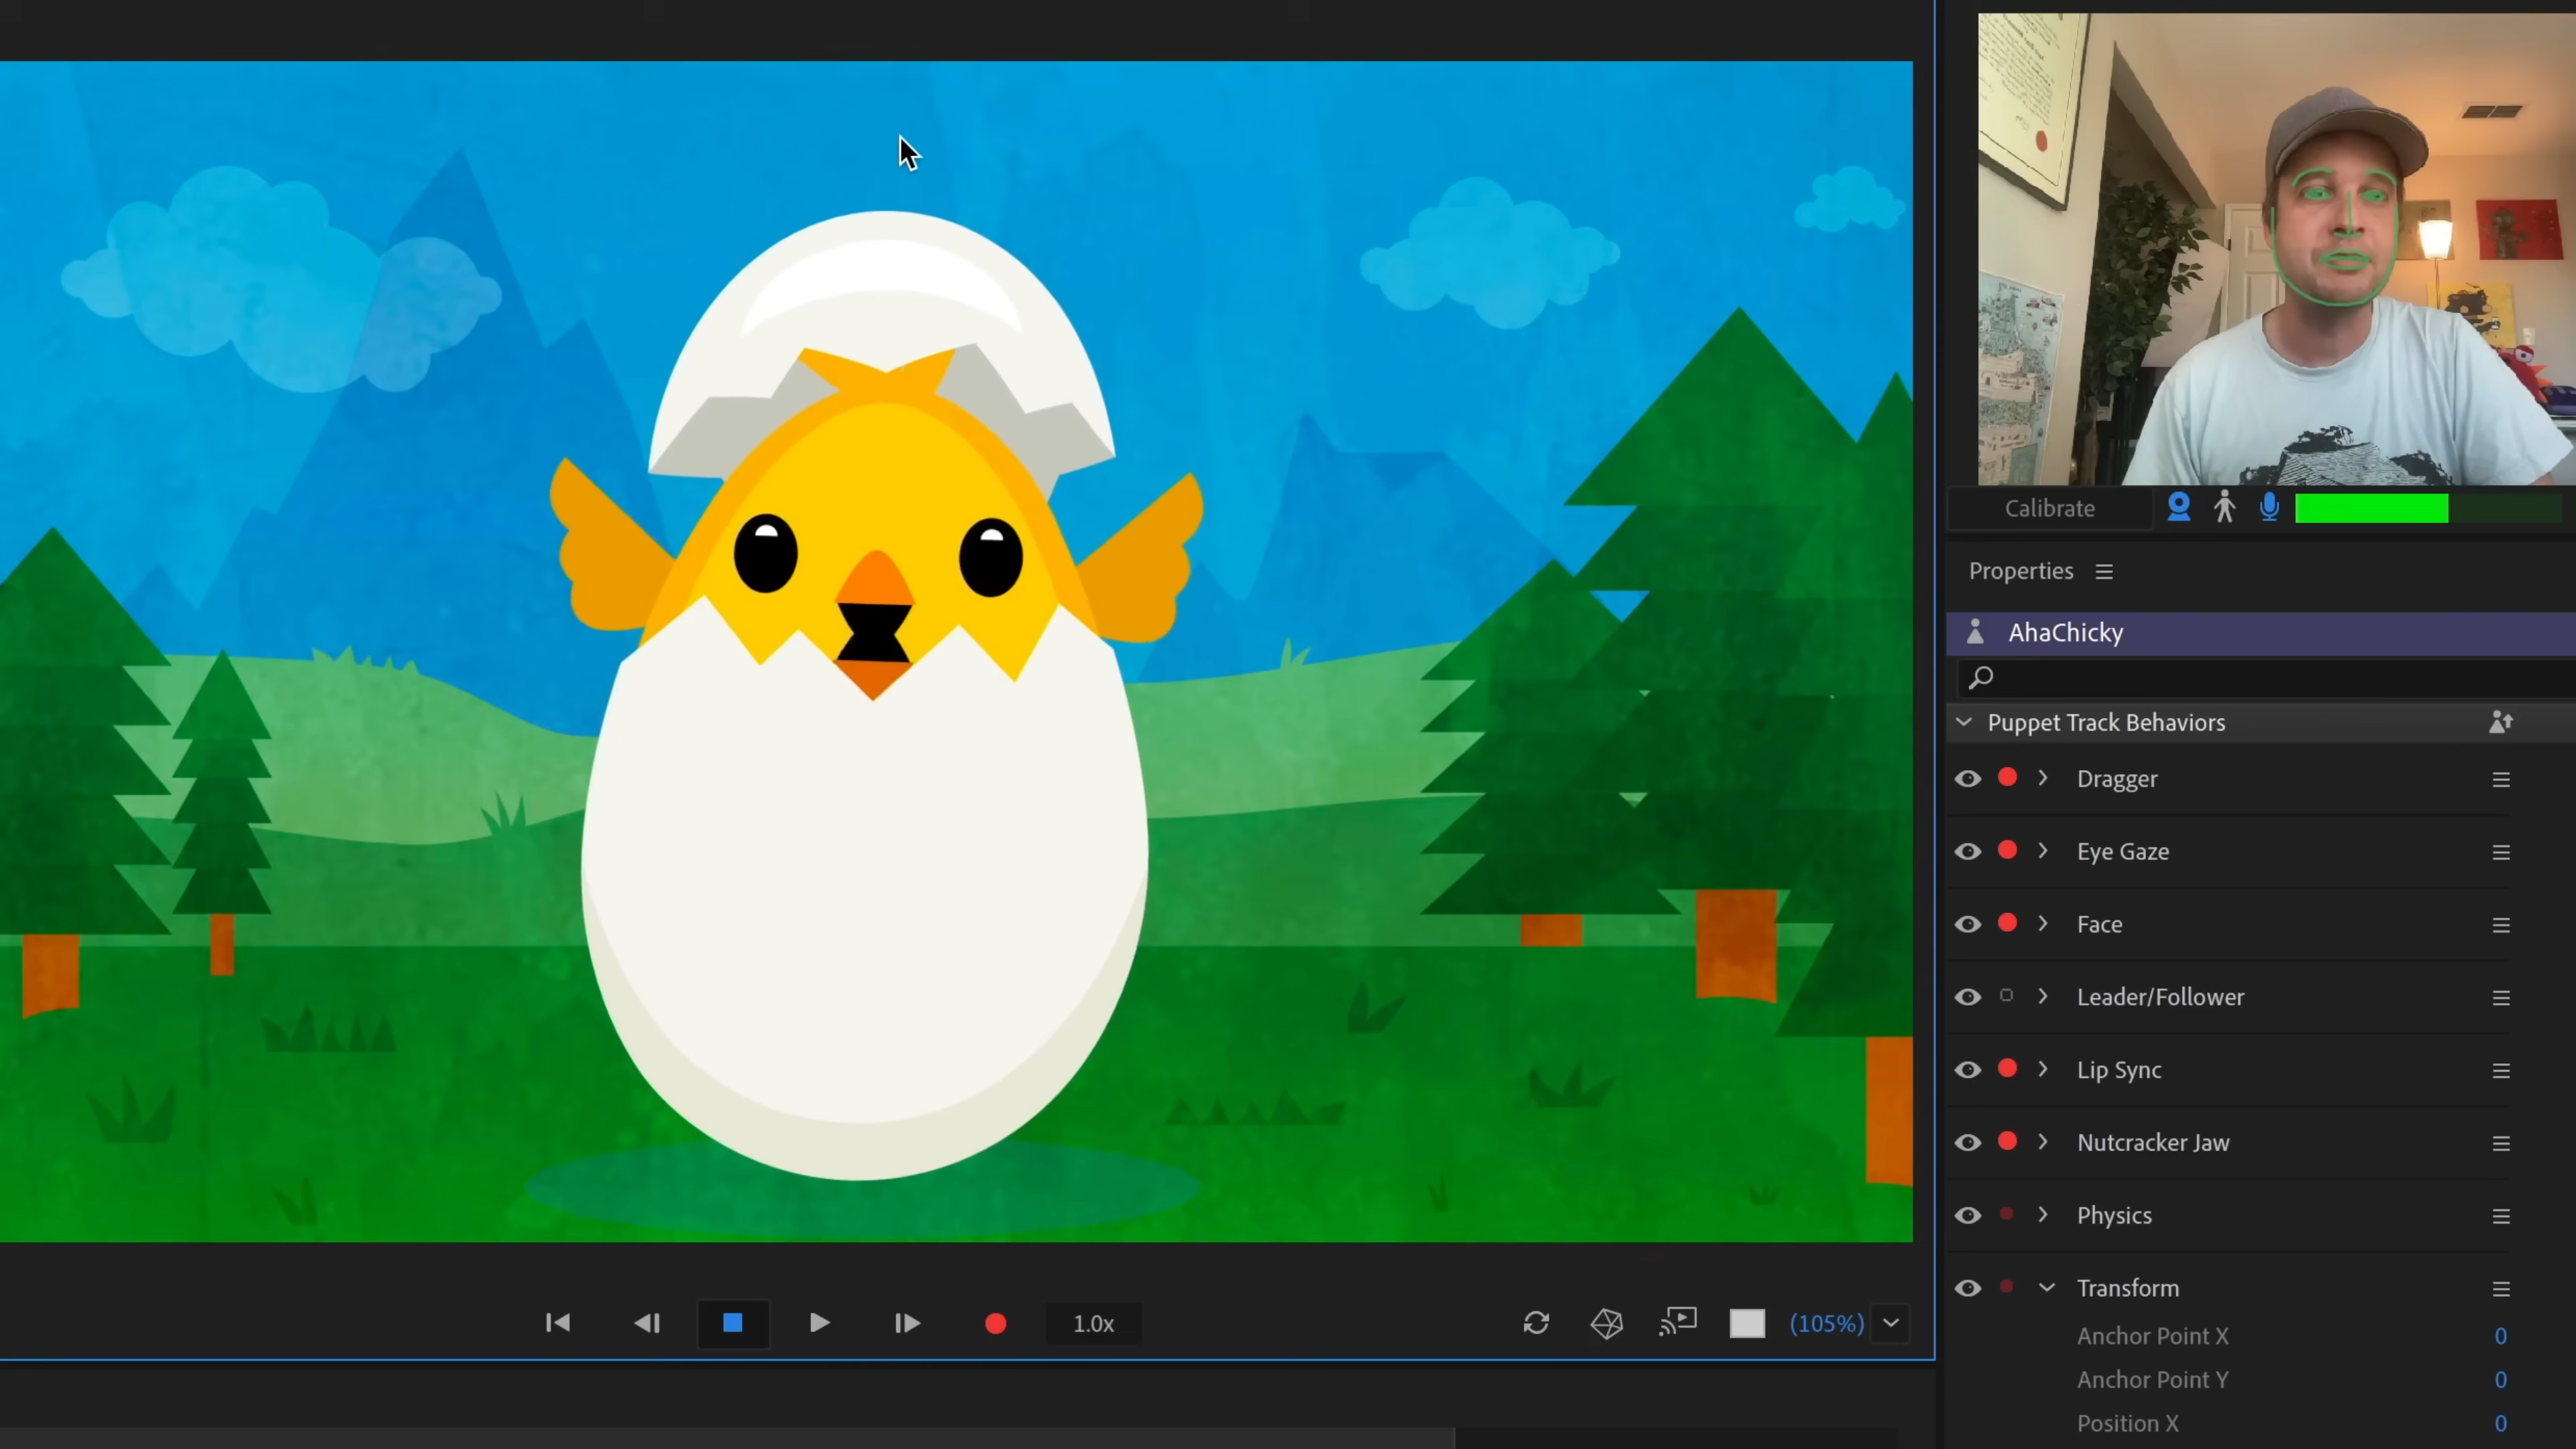 Calibrate
Properties
AhaChicky
Puppet Track Behaviors
Dragger
Eye Gaze
Face
Leader/Follower
Lip Sync
Nutcracker Jaw
Physics
Transform
Anchor Point X 0
Anchor Point Y 0
Position X 0
1.0x
(105%)